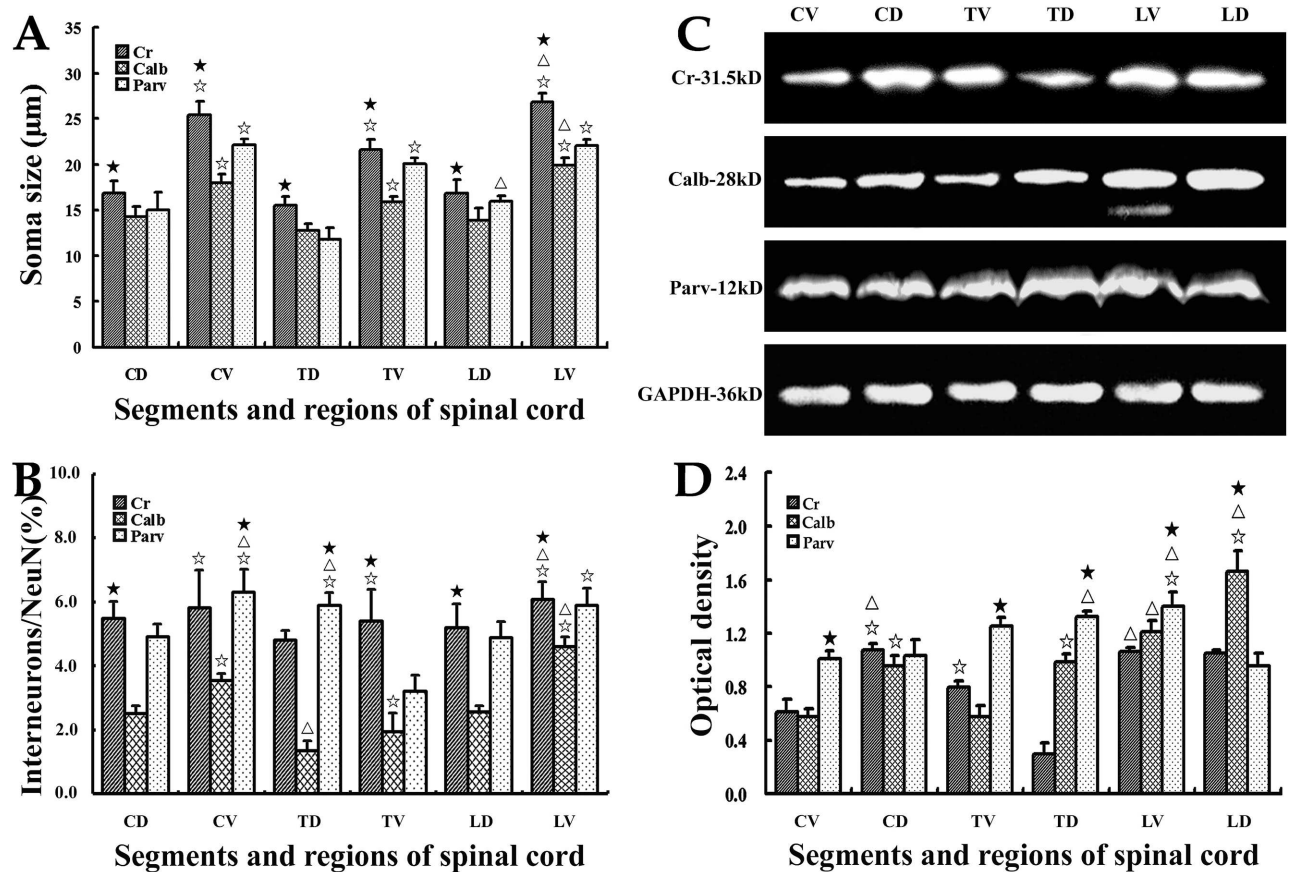 A
35
30
25
20
15
10
5
0
Soma size (μm)
Cr
Calb
Parv
★
★
☆
☆
☆
★
★
☆
☆
☆
★
△
★
△
☆
△
☆
☆
CD CV TD TV LD LV
Segments and regions of spinal cord
B
10.0
8.0
6.0
4.0
2.0
0.0
Interneurons/NeuN(%)
Cr
Calb
Parv
★
☆
☆
★
△
☆
△
★
△
☆
★
☆
☆
★
★
△
☆
△
☆
☆
CD CV TD TV LD LV
Segments and regions of spinal cord
C
CV CD TV TD LV LD
Cr-31.5kD
Calb-28kD
Parv-12kD
GAPDH-36kD
D
2.4
2.0
1.6
1.2
0.8
0.4
0.0
Optical density
Cr
Calb
Parv
★
△
☆
☆
☆
★
☆
★
△
△
△
★
△
☆
★
△
☆
CV CD TV TD LV LD
Segments and regions of spinal cord